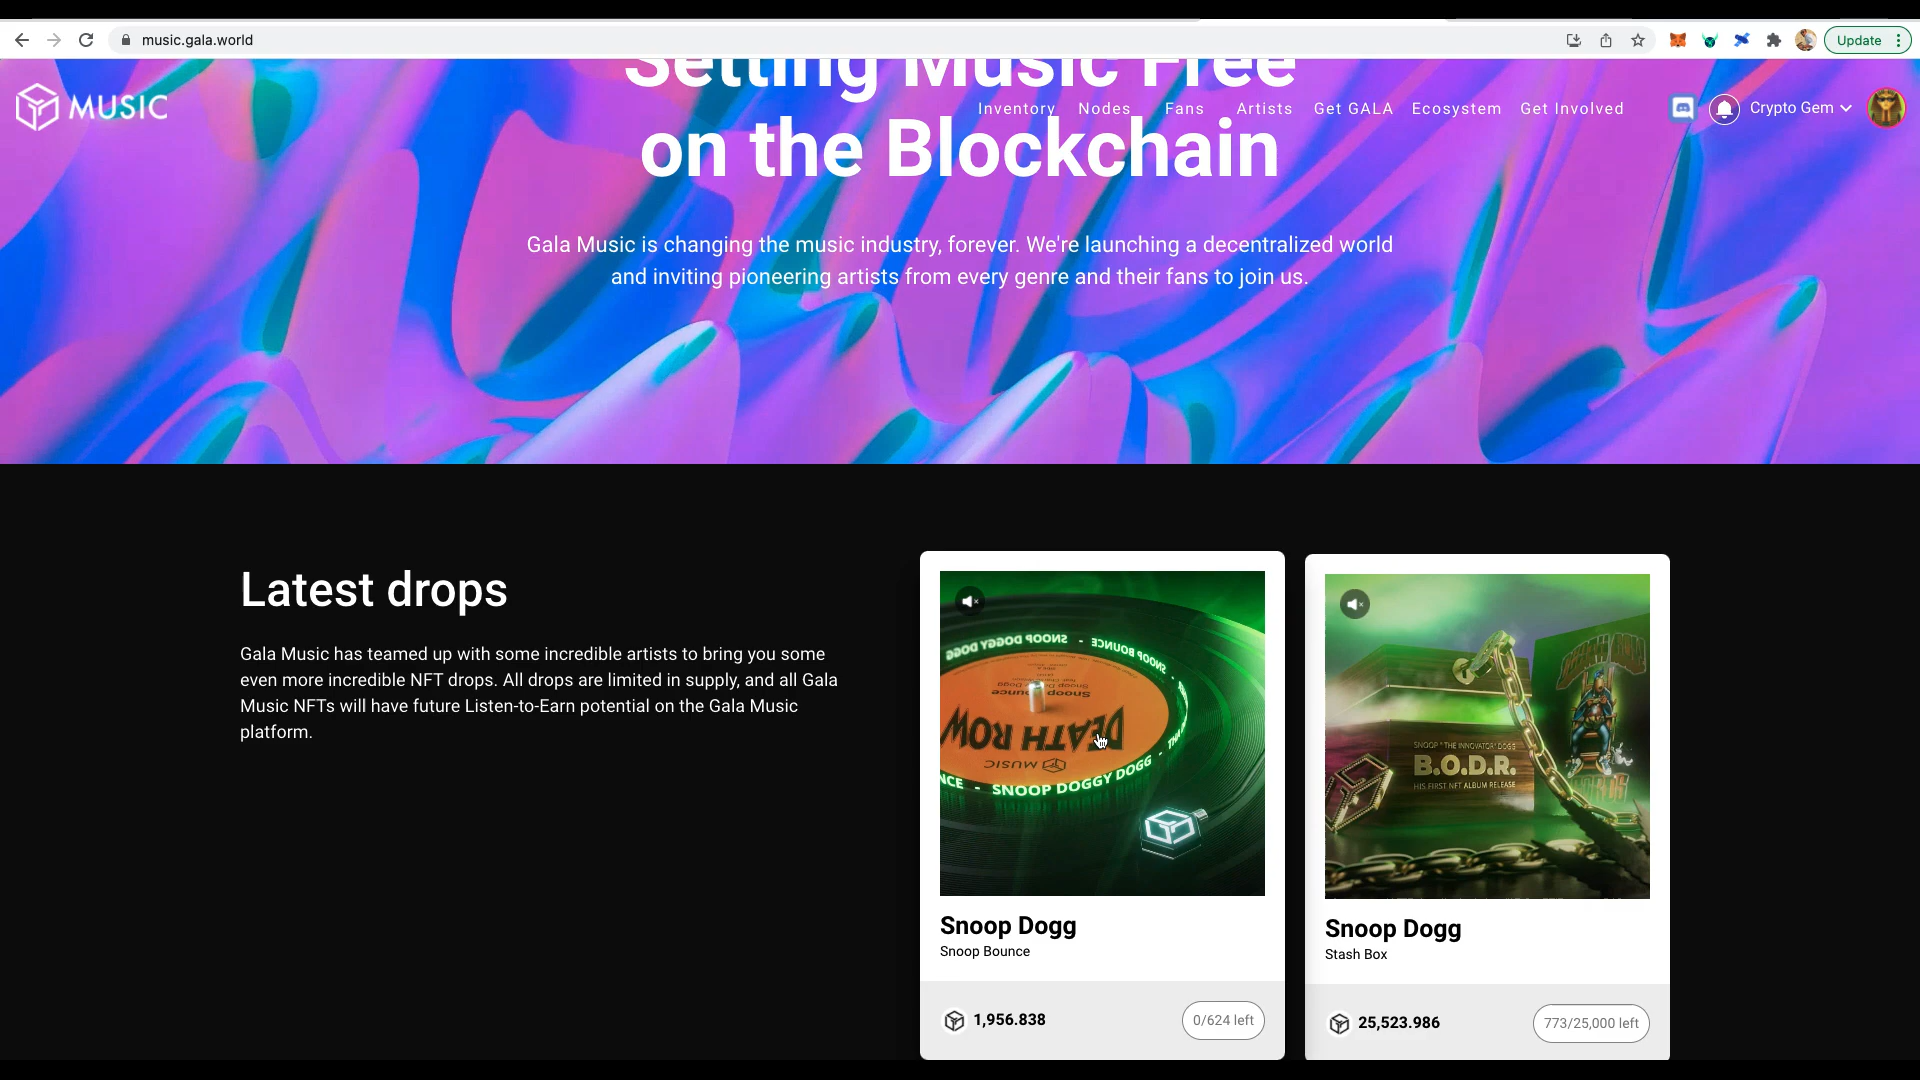 music.gala.world
Update
Setting Music Free
on the Blockchain
MUSIC
Inventory Nodes Fans Artists Get GALA Ecosystem Get Involved
Crypto Gem
Gala Music is changing the music industry, forever. We're launching a decentralized world
and inviting pioneering artists from every genre and their fans to join us.
Latest drops
Gala Music has teamed up with some incredible artists to bring you some
even more incredible NFT drops. All drops are limited in supply, and all Gala
Music NFTs will have future Listen-to-Earn potential on the Gala Music
platform.
SNOOP DOGGY DOGG - SNOOP BOUNCE -
Snoop Bounce
DEATH ROW
MUSIC
SNOOP DOGGY DOGG -
Snoop Dogg
Snoop Bounce
1,956.838
0/624 left
SNOOP "THE INNOVATOR" DOGG
B.O.D.R.
HIS FIRST NFT ALBUM RELEASE
Snoop Dogg
Stash Box
25,523.986
773/25,000 left